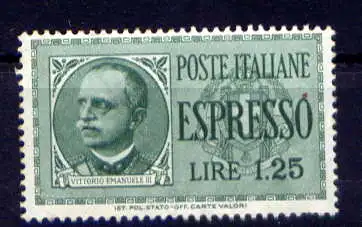 POSTE ITALIANE
ESPRESSO
LIRE 1.25
VITTORIO EMANUELE III
IST. POL. STATO-OFF. CARTE VALORI